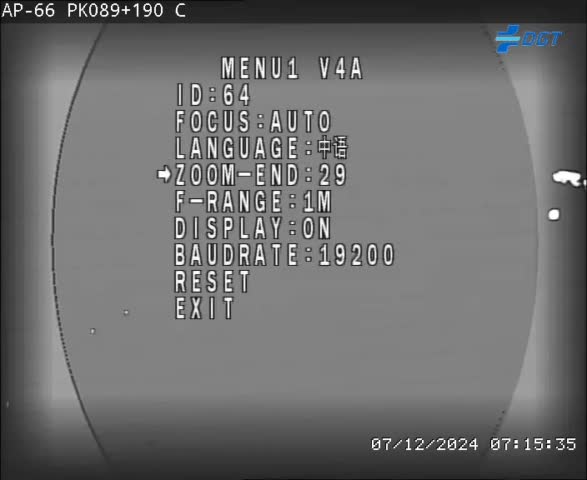 AP-66 PK089+190 C
DGT
MENU1 V4A
ID:64
FOCUS:AUTO
LANGUAGE:中语
ZOOM-END:29
F-RANGE:1M
DISPLAY:ON
BAUDRATE:19200
RESET
EXIT
07/12/2024 07:15:35